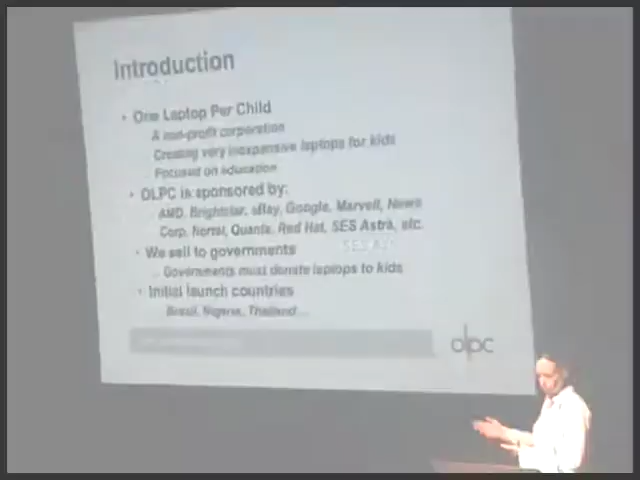 Introduction
• One Laptop Per Child
A non-profit corporation
Creating very inexpensive laptops for kids
Focused on education
• OLPC is sponsored by:
AMD, Brightstar, eBay, Google, Marvell, News
Corp, Nortel, Quanta, Red Hat, SES Astra, etc.
• We sell to governments
Governments must donate laptops to kids
• Initial launch countries
Brasil, Nigeria, Thailand...
olpc